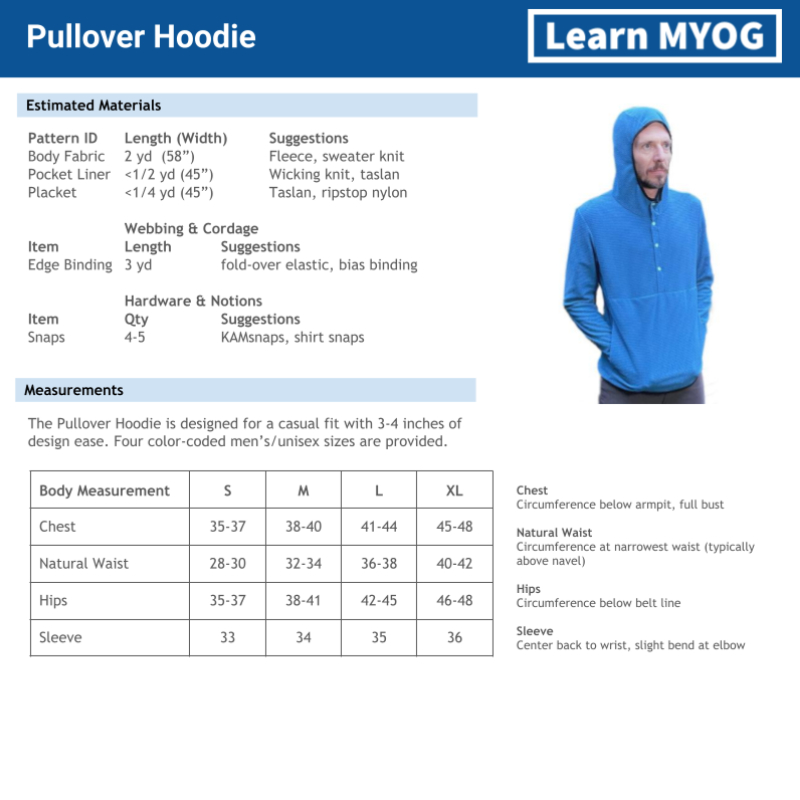 Pullover Hoodie
Learn MYOG
Estimated Materials
Pattern ID Length (Width) Suggestions
Body Fabric 2 yd (58”) Fleece, sweater knit
Pocket Liner <1/2 yd (45”) Wicking knit, taslan
Placket <1/4 yd (45”) Taslan, ripstop nylon
Webbing & Cordage
Item Length Suggestions
Edge Binding 3 yd fold-over elastic, bias binding
Hardware & Notions
Item Qty Suggestions
Snaps 4-5 KAMsnaps, shirt snaps
Measurements
The Pullover Hoodie is designed for a casual fit with 3-4 inches of
design ease. Four color-coded men’s/unisex sizes are provided.
Body Measurement S M L XL
Chest 35-37 38-40 41-44 45-48
Natural Waist 28-30 32-34 36-38 40-42
Hips 35-37 38-41 42-45 46-48
Sleeve 33 34 35 36
Chest
Circumference below armpit, full bust
Natural Waist
Circumference at narrowest waist (typically
above navel)
Hips
Circumference below belt line
Sleeve
Center back to wrist, slight bend at elbow